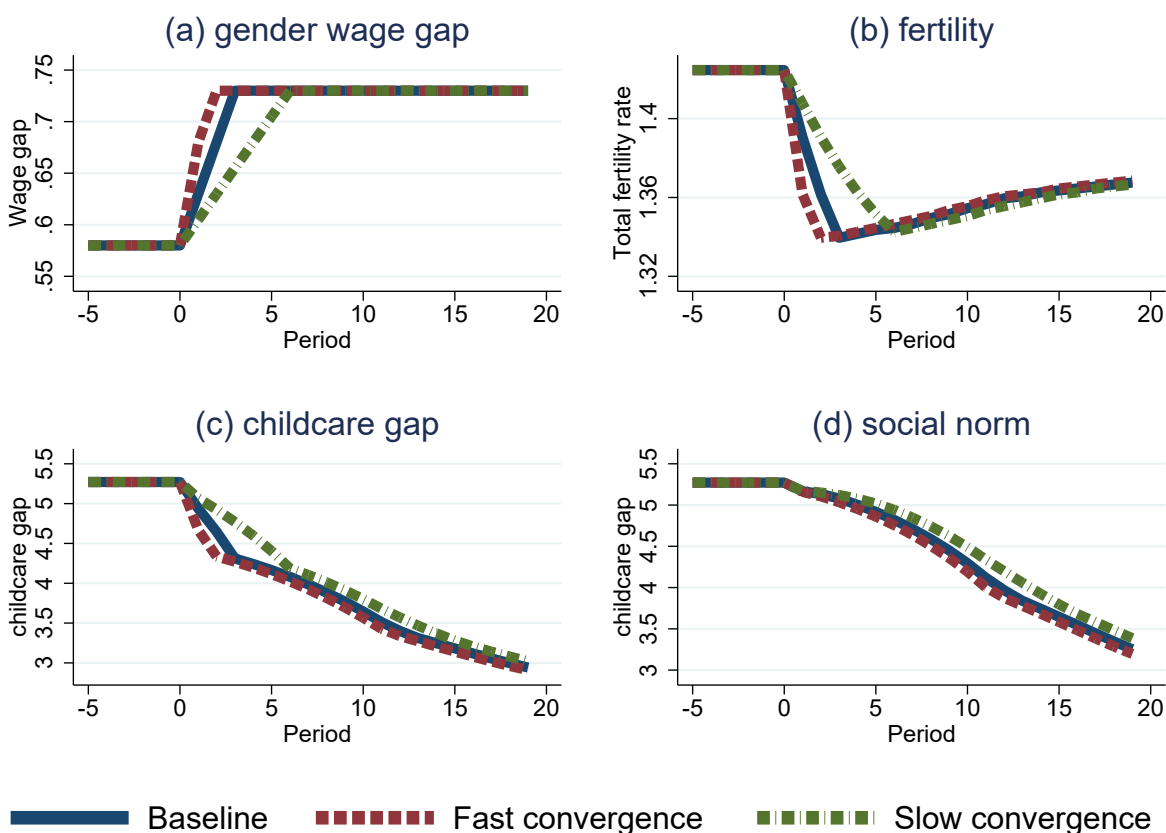 (a) gender wage gap
Wage gap
.75
.7
.65
.6
.55
-5 0 5 10 15 20
Period
(b) fertility
Total fertility rate
1.4
1.36
1.32
-5 0 5 10 15 20
Period
(c) childcare gap
childcare gap
5.5
5
4.5
4
3.5
3
-5 0 5 10 15 20
Period
(d) social norm
childcare gap
5.5
5
4.5
4
3.5
3
-5 0 5 10 15 20
Period
Baseline Fast convergence Slow convergence